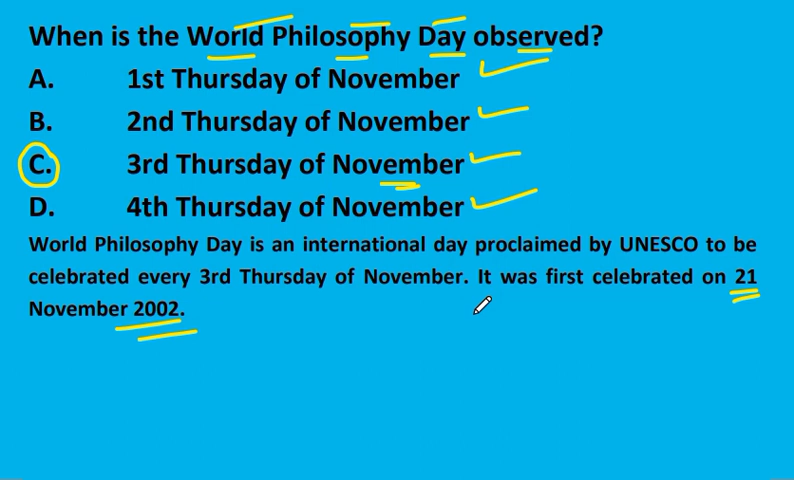 When is the World Philosophy Day observed?
A. 1st Thursday of November
B. 2nd Thursday of November
C. 3rd Thursday of November
D. 4th Thursday of November
World Philosophy Day is an international day proclaimed by UNESCO to be
celebrated every 3rd Thursday of November. It was first celebrated on 21
November 2002.